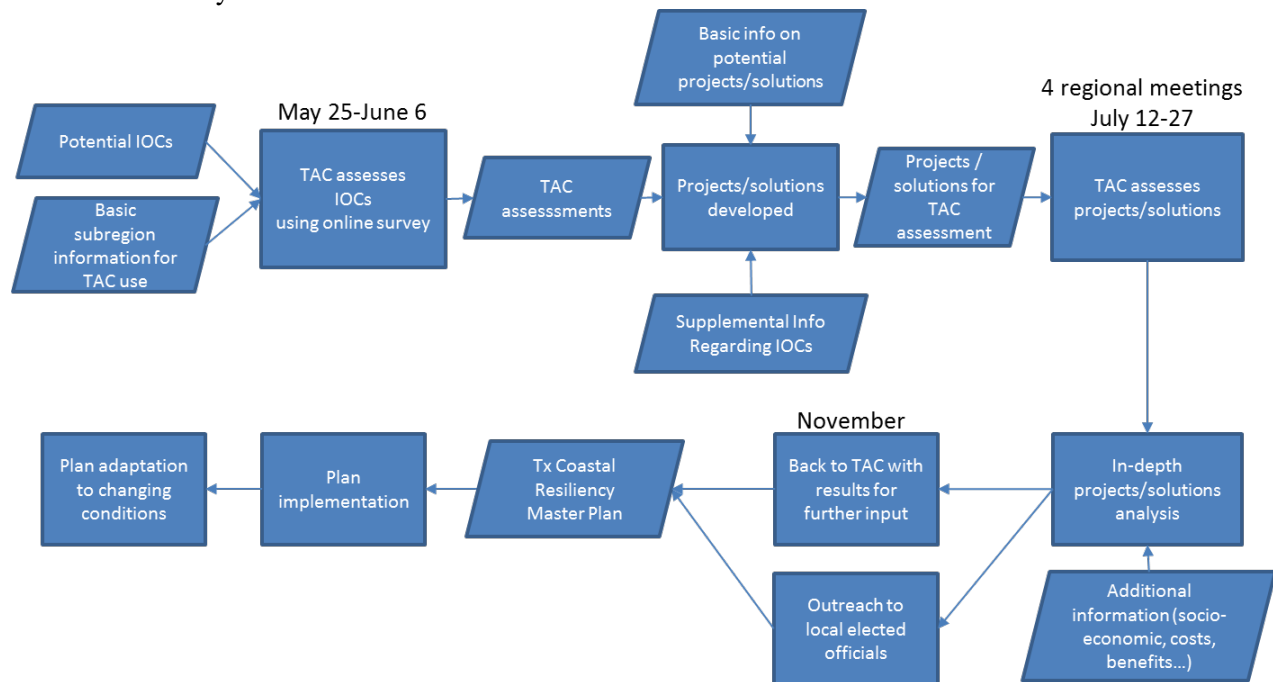 Basic info on
potential
projects/solutions
4 regional meetings
July 12-27
May 25-June 6
Potential IOCs
Basic
subregion
information for
TAC use
TAC assesses
IOCs
using online survey
TAC
assesssments
Projects/solutions
developed
Projects /
solutions for
TAC
assessment
TAC assesses
projects/solutions
Supplemental Info
Regarding IOCs
November
Plan adaptation
to changing
conditions
Plan
implementation
Tx Coastal
Resiliency
Master Plan
Back to TAC with
results for
further input
In-depth
projects/solutions
analysis
Outreach to
local elected
officials
Additional
information (socio-
economic, costs,
benefits...)